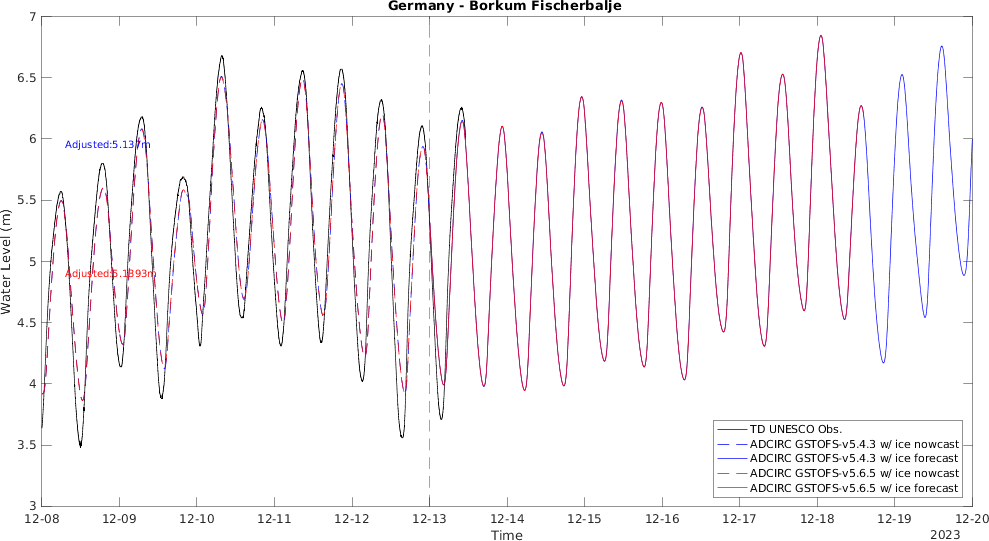 Germany - Borkum Fischerbalje
7
6.5
6
5.5
5
4.5
4
3.5
3
Water Level (m)
Adjusted:5.137m
Adjusted:5.1393m
TD UNESCO Obs.
ADCIRC GSTOFS-v5.4.3 w/ ice nowcast
ADCIRC GSTOFS-v5.4.3 w/ ice forecast
ADCIRC GSTOFS-v5.6.5 w/ ice nowcast
ADCIRC GSTOFS-v5.6.5 w/ ice forecast
12-08 12-09 12-10 12-11 12-12 12-13 12-14 12-15 12-16 12-17 12-18 12-19 12-20
Time
2023